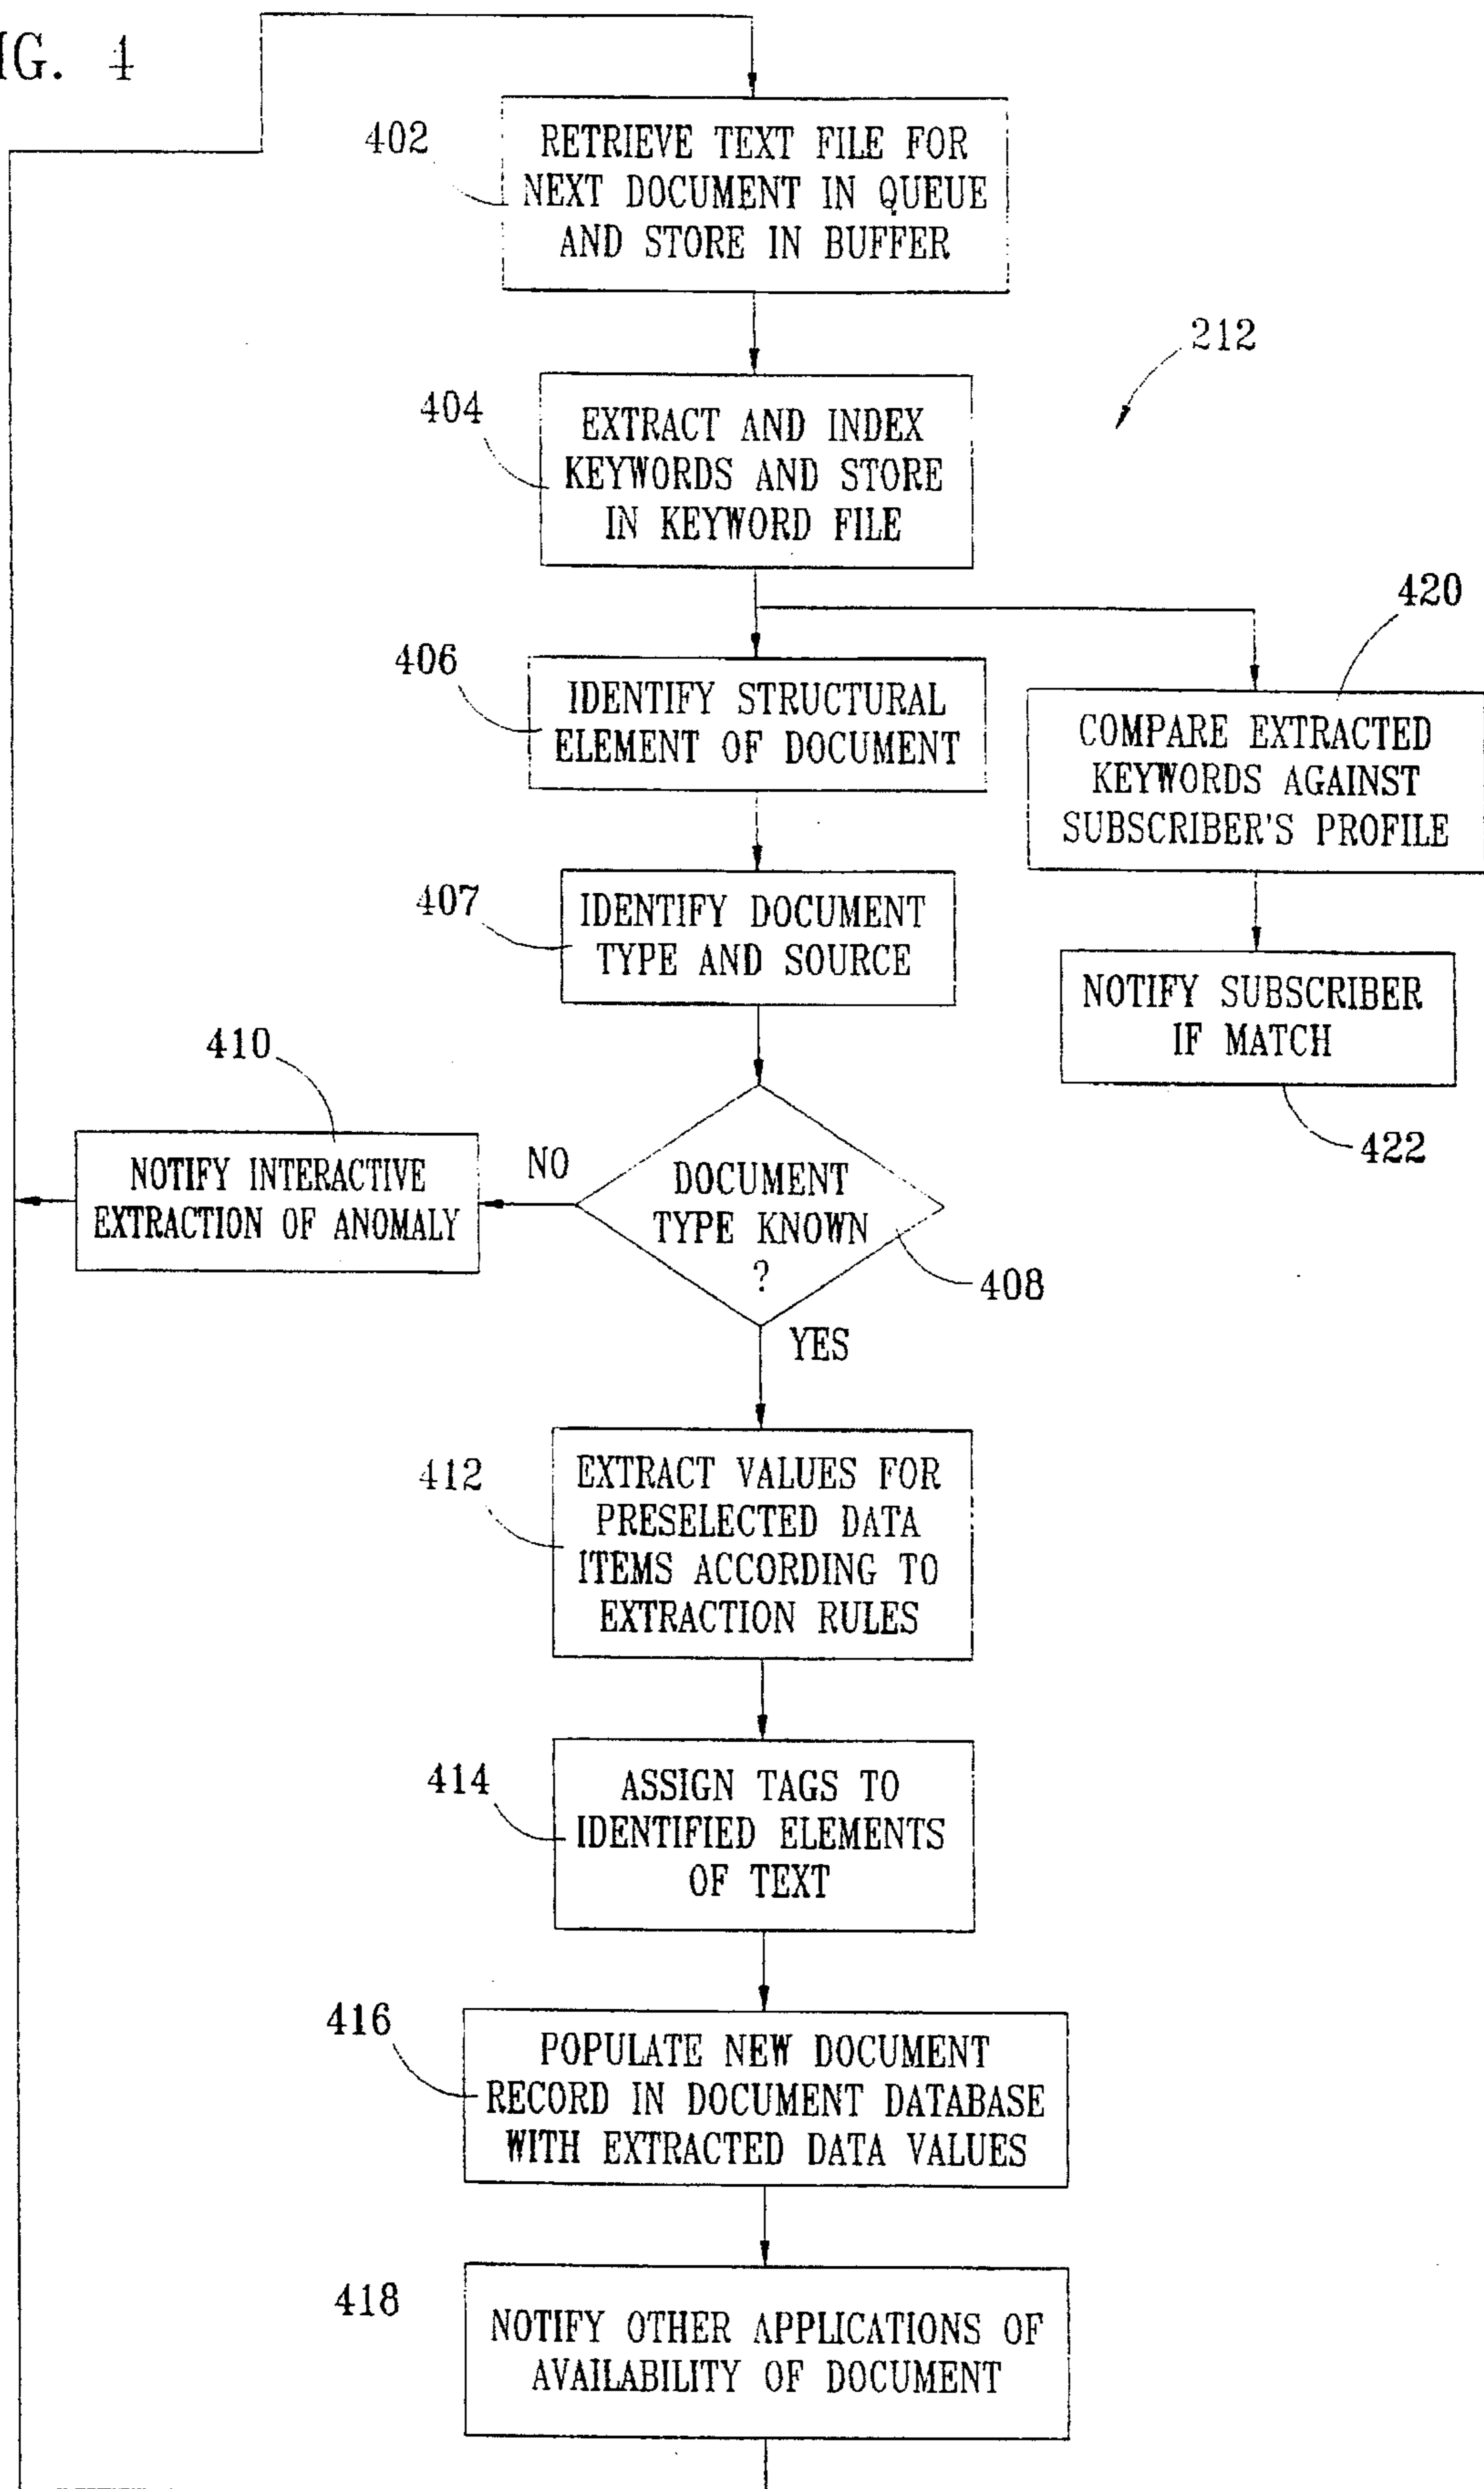 IG. 4
402
RETRIEVE TEXT FILE FOR
NEXT DOCUMENT IN QUEUE
AND STORE IN BUFFER
212
404
EXTRACT AND INDEX
KEYWORDS AND STORE
IN KEYWORD FILE
420
406
IDENTIFY STRUCTURAL
ELEMENT OF DOCUMENT
COMPARE EXTRACTED
KEYWORDS AGAINST
SUBSCRIBER'S PROFILE
407
IDENTIFY DOCUMENT
TYPE AND SOURCE
NOTIFY SUBSCRIBER
IF MATCH
422
410
NOTIFY INTERACTIVE
EXTRACTION OF ANOMALY
NO
DOCUMENT
TYPE KNOWN
?
408
YES
412
EXTRACT VALUES FOR
PRESELECTED DATA
ITEMS ACCORDING TO
EXTRACTION RULES
414
ASSIGN TAGS TO
IDENTIFIED ELEMENTS
OF TEXT
416
POPULATE NEW DOCUMENT
RECORD IN DOCUMENT DATABASE
WITH EXTRACTED DATA VALUES
418
NOTIFY OTHER APPLICATIONS OF
AVAILABILITY OF DOCUMENT